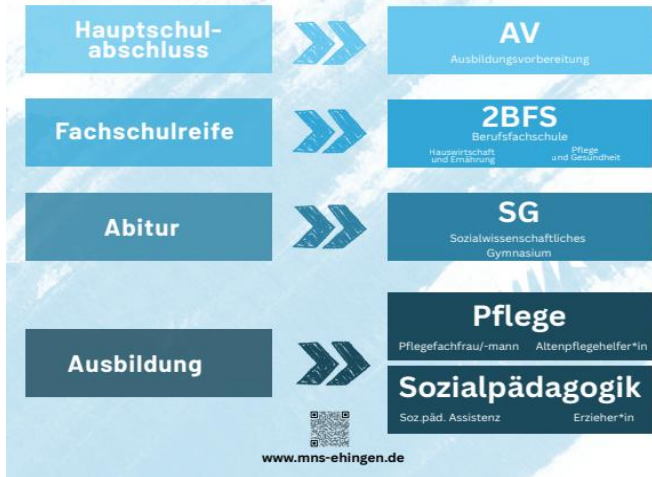 Hauptschul-
abschluss
AV
Ausbildungsvorbereitung
Fachschulreife
2BFS
Berufsfachschule
Hauswirtschaft
und Ernährung
Pflege
und Gesundheit
Abitur
SG
Sozialwissenschaftliches
Gymnasium
Ausbildung
Pflege
Pflegefachfrau/-mann Altenpflegehelfer*in
Sozialpädagogik
Soz.päd. Assistenz Erzieher*in
www.mns-ehingen.de